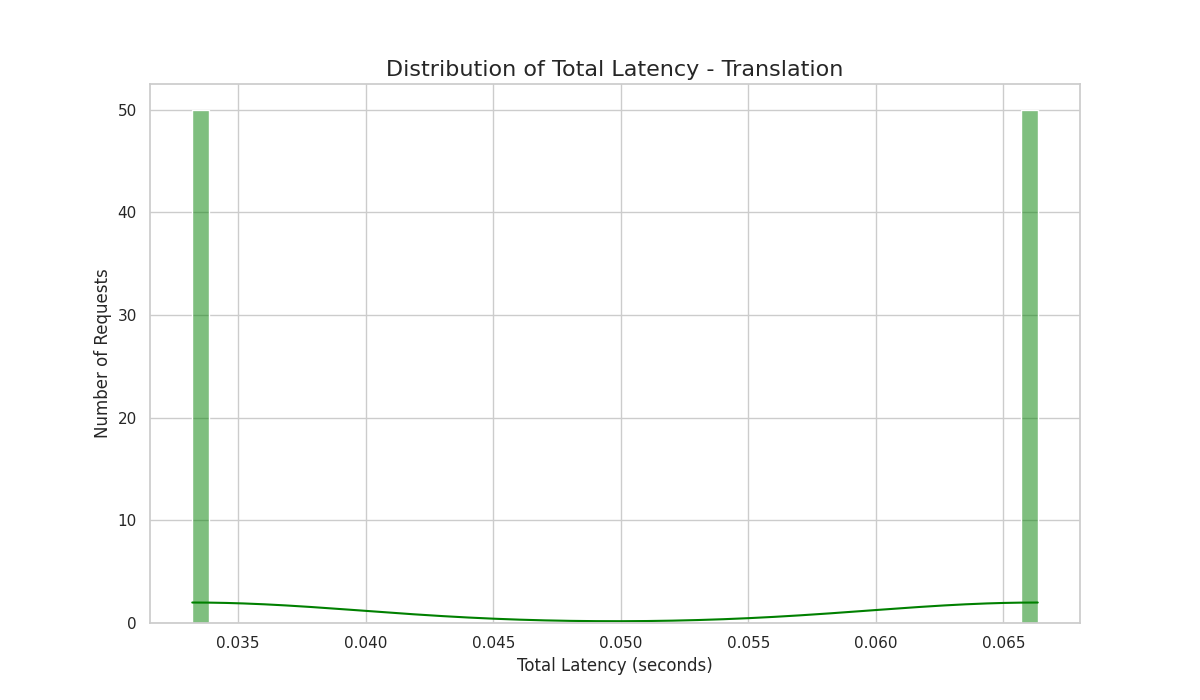 Distribution of Total Latency - Translation
50
40
30
20
10
0
Number of Requests
0.035 0.040 0.045 0.050 0.055 0.060 0.065
Total Latency (seconds)